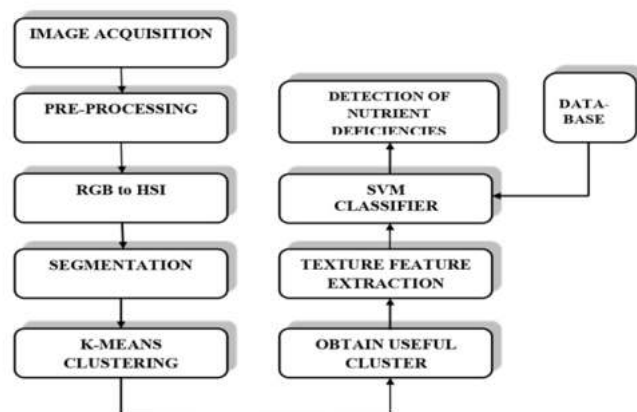 IMAGE ACQUISITION
PRE-PROCESSING
RGB to HSI
SEGMENTATION
K-MEANS
CLUSTERING
OBTAIN USEFUL
CLUSTER
TEXTURE FEATURE
EXTRACTION
SVM
CLASSIFIER
DETECTION OF
NUTRIENT
DEFICIENCIES
DATA-
BASE